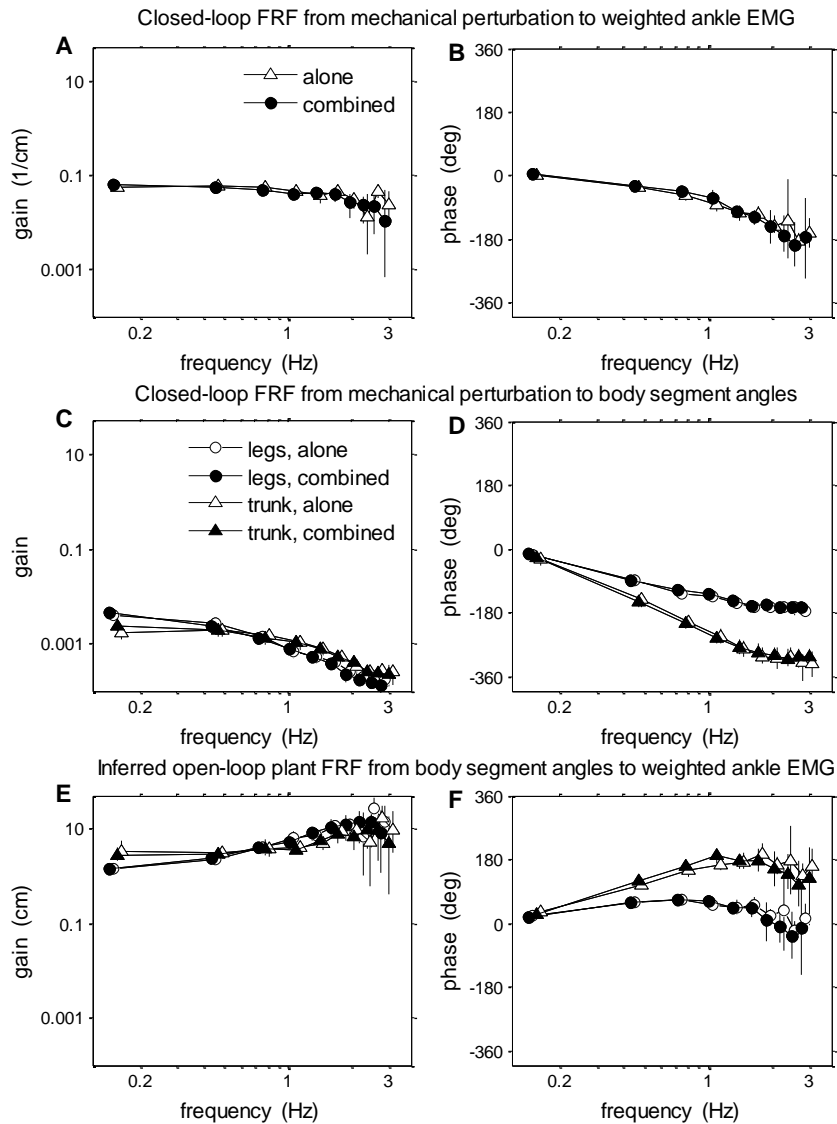 Closed-loop FRF from mechanical perturbation to weighted ankle EMG
A
B
alone
combined
gain (1/cm)
10
0.1
0.001
0.2
1
3
frequency (Hz)
phase (deg)
360
180
0
-180
-360
0.2
1
3
frequency (Hz)
Closed-loop FRF from mechanical perturbation to body segment angles
C
D
legs, alone
legs, combined
trunk, alone
trunk, combined
gain
10
0.1
0.001
0.2
1
3
frequency (Hz)
phase (deg)
360
180
0
-180
-360
0.2
1
3
frequency (Hz)
Inferred open-loop plant FRF from body segment angles to weighted ankle EMG
E
F
gain (cm)
10
0.1
0.001
0.2
1
3
frequency (Hz)
phase (deg)
360
180
0
-180
-360
0.2
1
3
frequency (Hz)